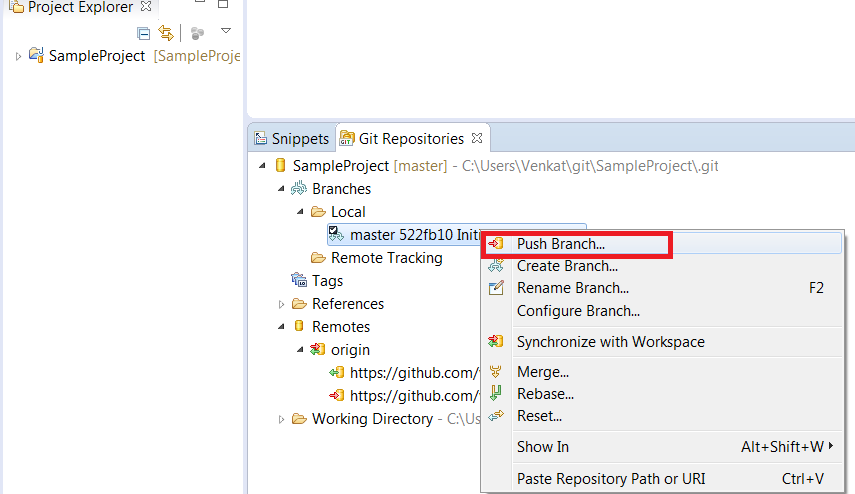 Project Explorer
SampleProject [SampleProje
Snippets Git Repositories
SampleProject [master] - C:\Users\Venkat\git\SampleProject\.git
Branches
Local
master 522fb10 Initi
Push Branch...
Remote Tracking
Create Branch...
Tags
Rename Branch... F2
References
Configure Branch...
Remotes
Synchronize with Workspace
origin
https://github.com/
Merge...
https://github.com/
Rebase...
Working Directory - C:\Us
Reset...
Show In Alt+Shift+W
Paste Repository Path or URI Ctrl+V